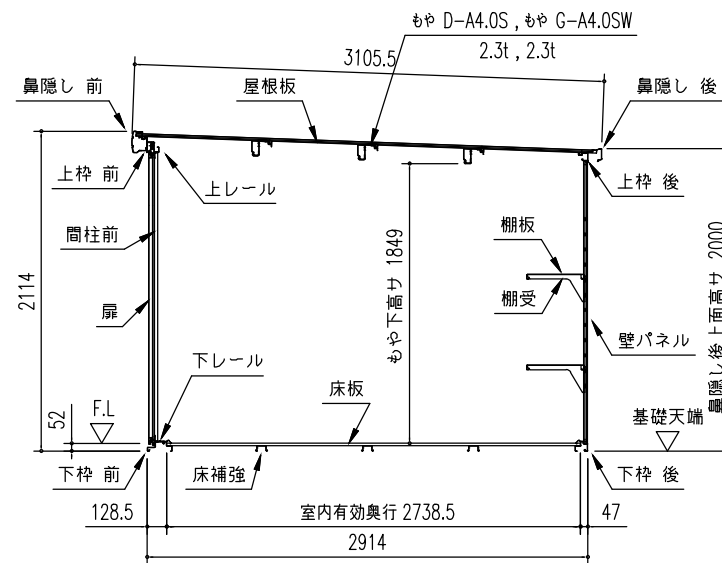 もや D-A4.0S , もや G-A4.0SW
2.3t , 2.3t
3105.5
鼻隠し 前
屋根板
鼻隠し 後
上枠 前
上レール
上枠 後
間柱前
棚板
もや下高サ 1849
鼻隠し後上面高サ 2000
2114
棚受
扉
壁パネル
下レール
床板
52
F.L
基礎天端
下枠 前
床補強
下枠 後
128.5
室内有効奥行 2738.5
47
2914